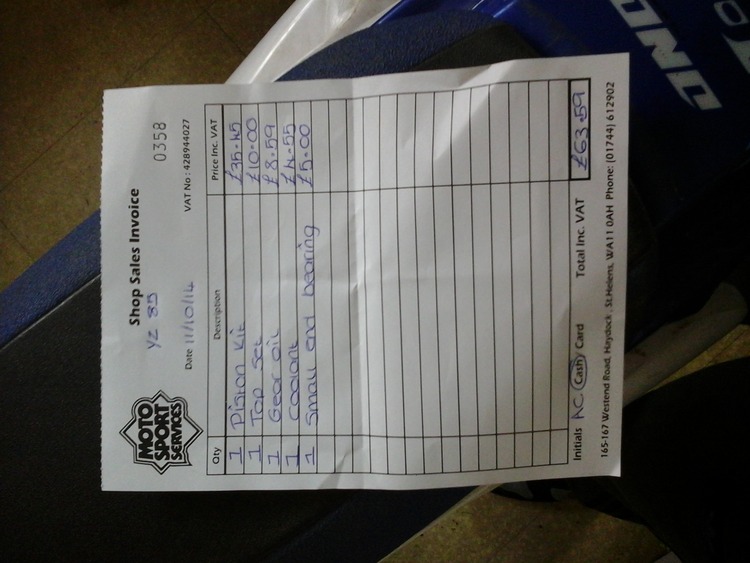 MOTO
SPORT
SERVICES
Shop Sales Invoice
0358
YZ 85
Date 11/10/14
VAT No : 428944027
Qty Description Price Inc. VAT
1 Piston Kit £35.45
1 Top Set £10.00
1 Gear oil £8.59
1 Coolant £4.55
1 Small end bearing £5.00
Initials KC Cash/ Card Total Inc. VAT £63.59
165-167 Westend Road, Haydock, St.Helens, WA11 0AH Phone: (01744) 612902